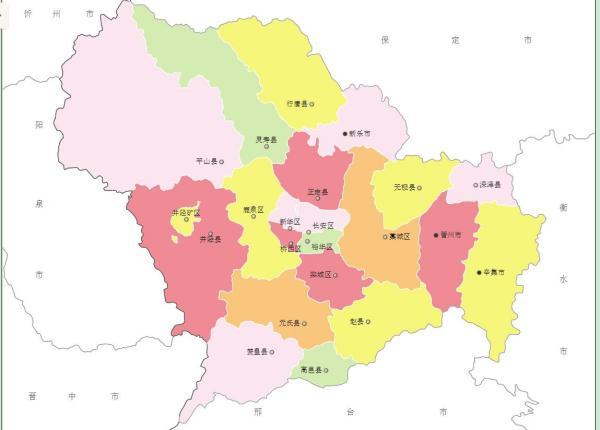 忻州市
保定市
阳泉市
衡水市
晋中市
邢台市
行唐县
新乐市
灵寿县
平山县
正定县
无极县
深泽县
井陉矿区
鹿泉区
新华区
长安区
井陉县
桥西区
裕华区
藁城区
晋州市
辛集市
栾城区
元氏县
赵县
赞皇县
高邑县